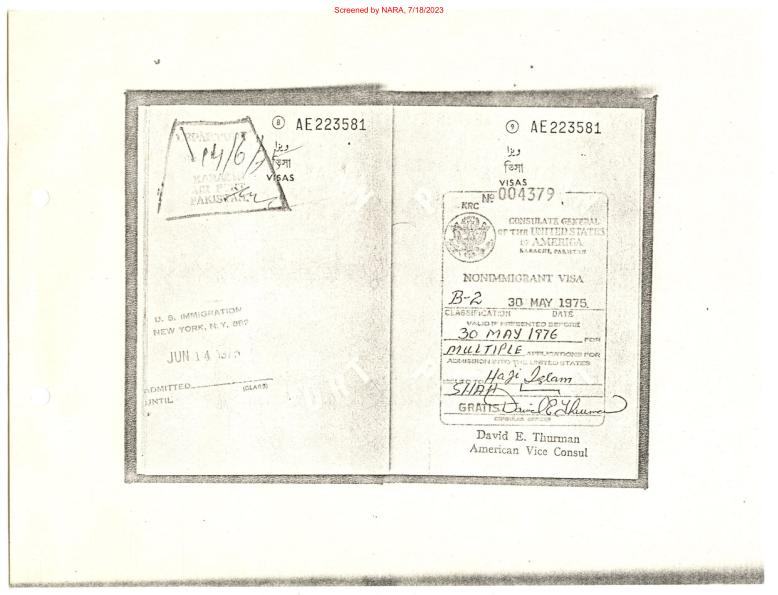 Screened by NARA, 7/18/2023
8 AE223581
ویزا
ভিসা
VISAS
DEPARTURE
14/6/
KARACHI
PAKISTAN
U. S. IMMIGRATION
NEW YORK, N.Y.
JUN 14 1975
ADMITTED
(CLASS)
UNTIL
9 AE223581
ویزا
ভিসা
VISAS
KRC № 004379
CONSULATE GENERAL
OF THE UNITED STATES
OF AMERICA
KARACHI, PAKISTAN
NONIMMIGRANT VISA
B-2 30 MAY 1975
CLASSIFICATION DATE
VALID IF PRESENTED BEFORE
30 MAY 1976 FOR
MULTIPLE APPLICATIONS FOR
ADMISSION INTO THE UNITED STATES
ISSUED TO Haji Islam
SHAH
GRATIS David E Thurman
CONSULAR OFFICER
David E. Thurman
American Vice Consul